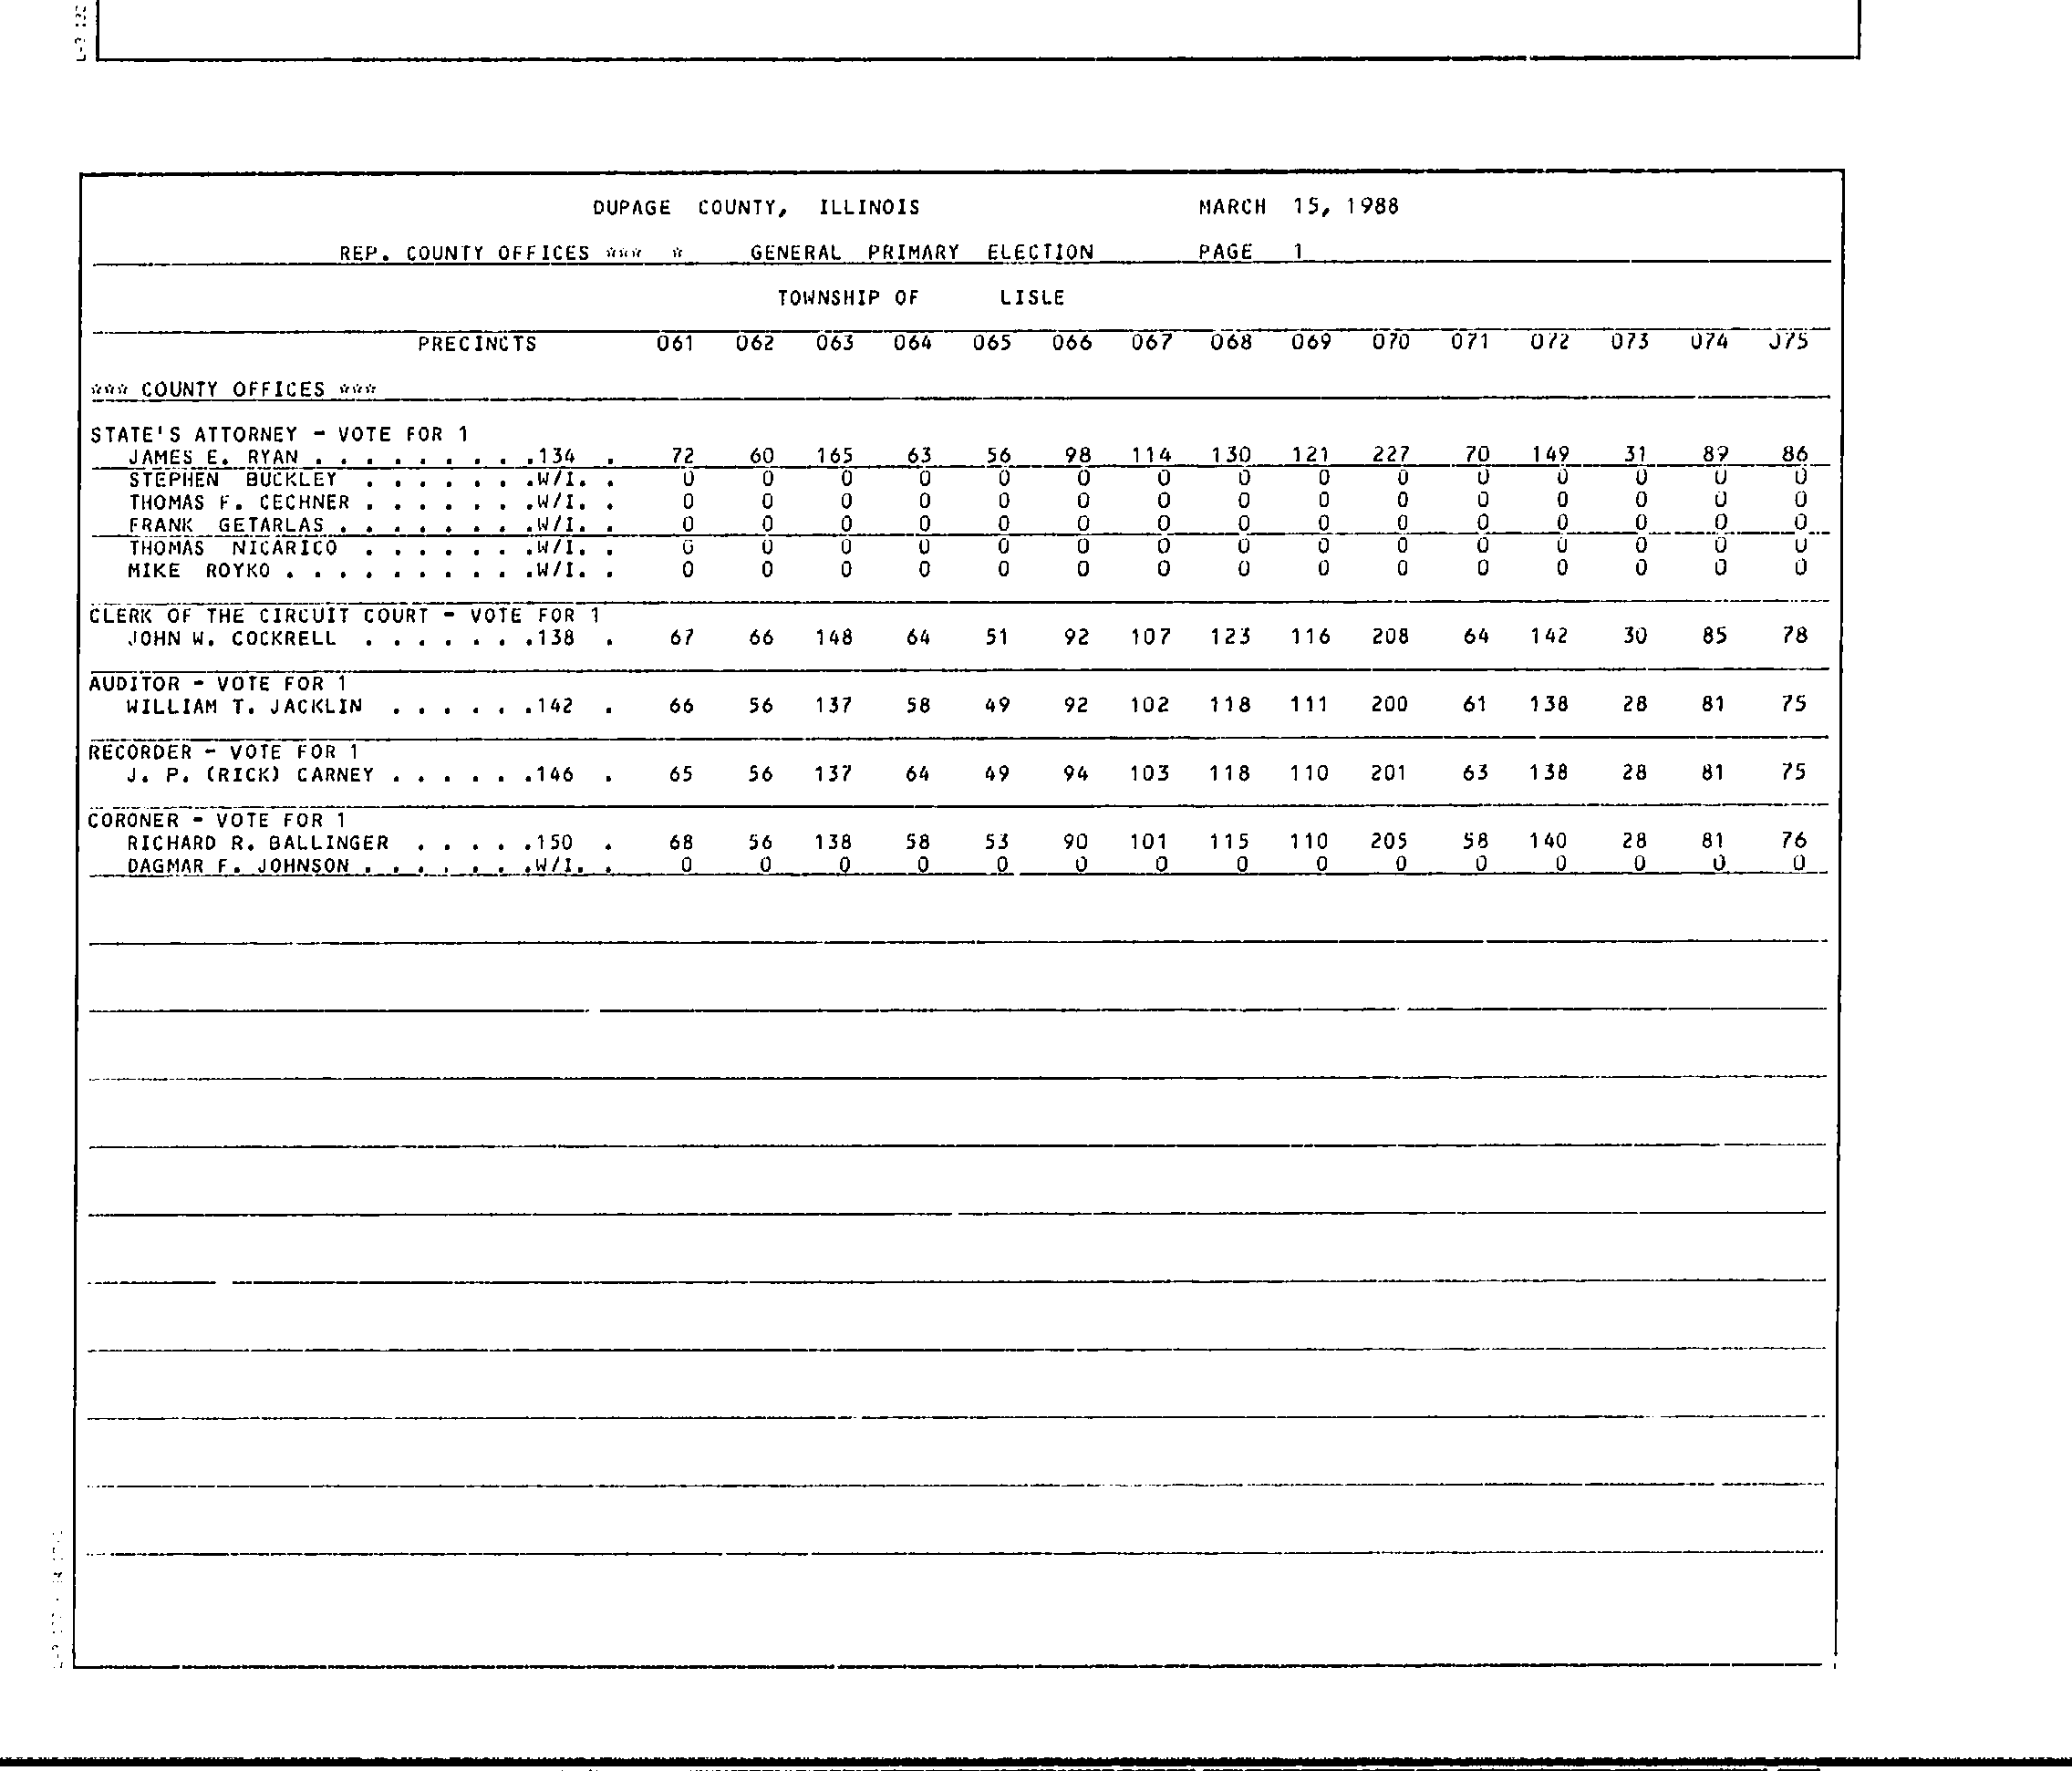 DUPAGE COUNTY, ILLINOIS MARCH 15, 1988
REP. COUNTY OFFICES *** * GENERAL PRIMARY ELECTION PAGE 1
TOWNSHIP OF LISLE
PRECINCTS 061 062 063 064 065 066 067 068 069 070 071 072 073 074 075
*** COUNTY OFFICES ***
STATE'S ATTORNEY - VOTE FOR 1
JAMES E. RYAN . . . . . . . . . .134 . 72 60 165 63 56 98 114 130 121 227 70 149 31 89 86
STEPHEN BUCKLEY . . . . . . .W/I. . 0 0 0 0 0 0 0 0 0 0 0 0 0 0 0
THOMAS F. CECHNER . . . . . . .W/I. . 0 0 0 0 0 0 0 0 0 0 0 0 0 0 0
FRANK GETARLAS . . . . . . . .W/I. . 0 0 0 0 0 0 0 0 0 0 0 0 0 0 0
THOMAS NICARICO . . . . . . .W/I. . 0 0 0 0 0 0 0 0 0 0 0 0 0 0 0
MIKE ROYKO . . . . . . . . . .W/I. . 0 0 0 0 0 0 0 0 0 0 0 0 0 0 0
CLERK OF THE CIRCUIT COURT - VOTE FOR 1
JOHN W. COCKRELL . . . . . . .138 . 67 66 148 64 51 92 107 123 116 208 64 142 30 85 78
AUDITOR - VOTE FOR 1
WILLIAM T. JACKLIN . . . . . .142 . 66 56 137 58 49 92 102 118 111 200 61 138 28 81 75
RECORDER - VOTE FOR 1
J. P. (RICK) CARNEY . . . . . .146 . 65 56 137 64 49 94 103 118 110 201 63 138 28 81 75
CORONER - VOTE FOR 1
RICHARD R. BALLINGER . . . . .150 . 68 56 138 58 53 90 101 115 110 205 58 140 28 81 76
DAGMAR F. JOHNSON . . . . . . .W/I. . 0 0 0 0 0 0 0 0 0 0 0 0 0 0 0